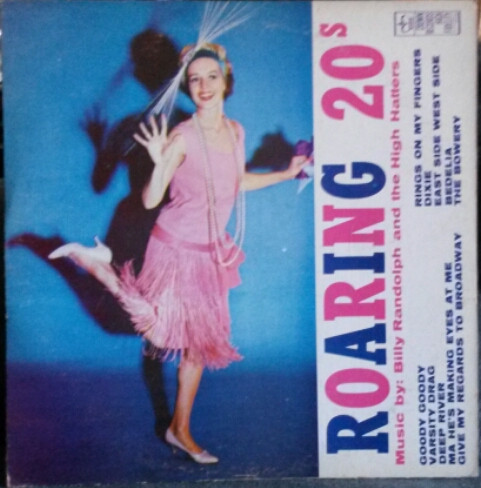 ROARING 20S
Music by: Billy Randolph and the High Hatters
GOODY GOODY
VARSITY DRAG
DEEP RIVER
MA HE'S MAKING EYES AT ME
GIVE MY REGARDS TO BROADWAY
RINGS ON MY FINGERS
DIXIE
EAST SIDE WEST SIDE
BEDELIA
THE BOWERY